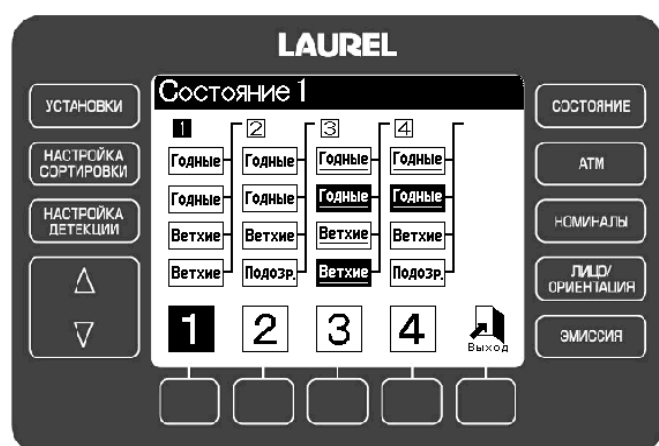 LAUREL
Состояние 1
УСТАНОВКИ
НАСТРОЙКА
СОРТИРОВКИ
НАСТРОЙКА
ДЕТЕКЦИИ
1 2 3 4
Годные Годные Годные Годные
Годные Годные Годные Годные
Ветхие Ветхие Ветхие Ветхие
Ветхие Подозр. Ветхие Подозр.
1 2 3 4
Выход
СОСТОЯНИЕ
АТМ
НОМИНАЛЫ
ЛИЦО/
ОРИЕНТАЦИЯ
ЭМИССИЯ